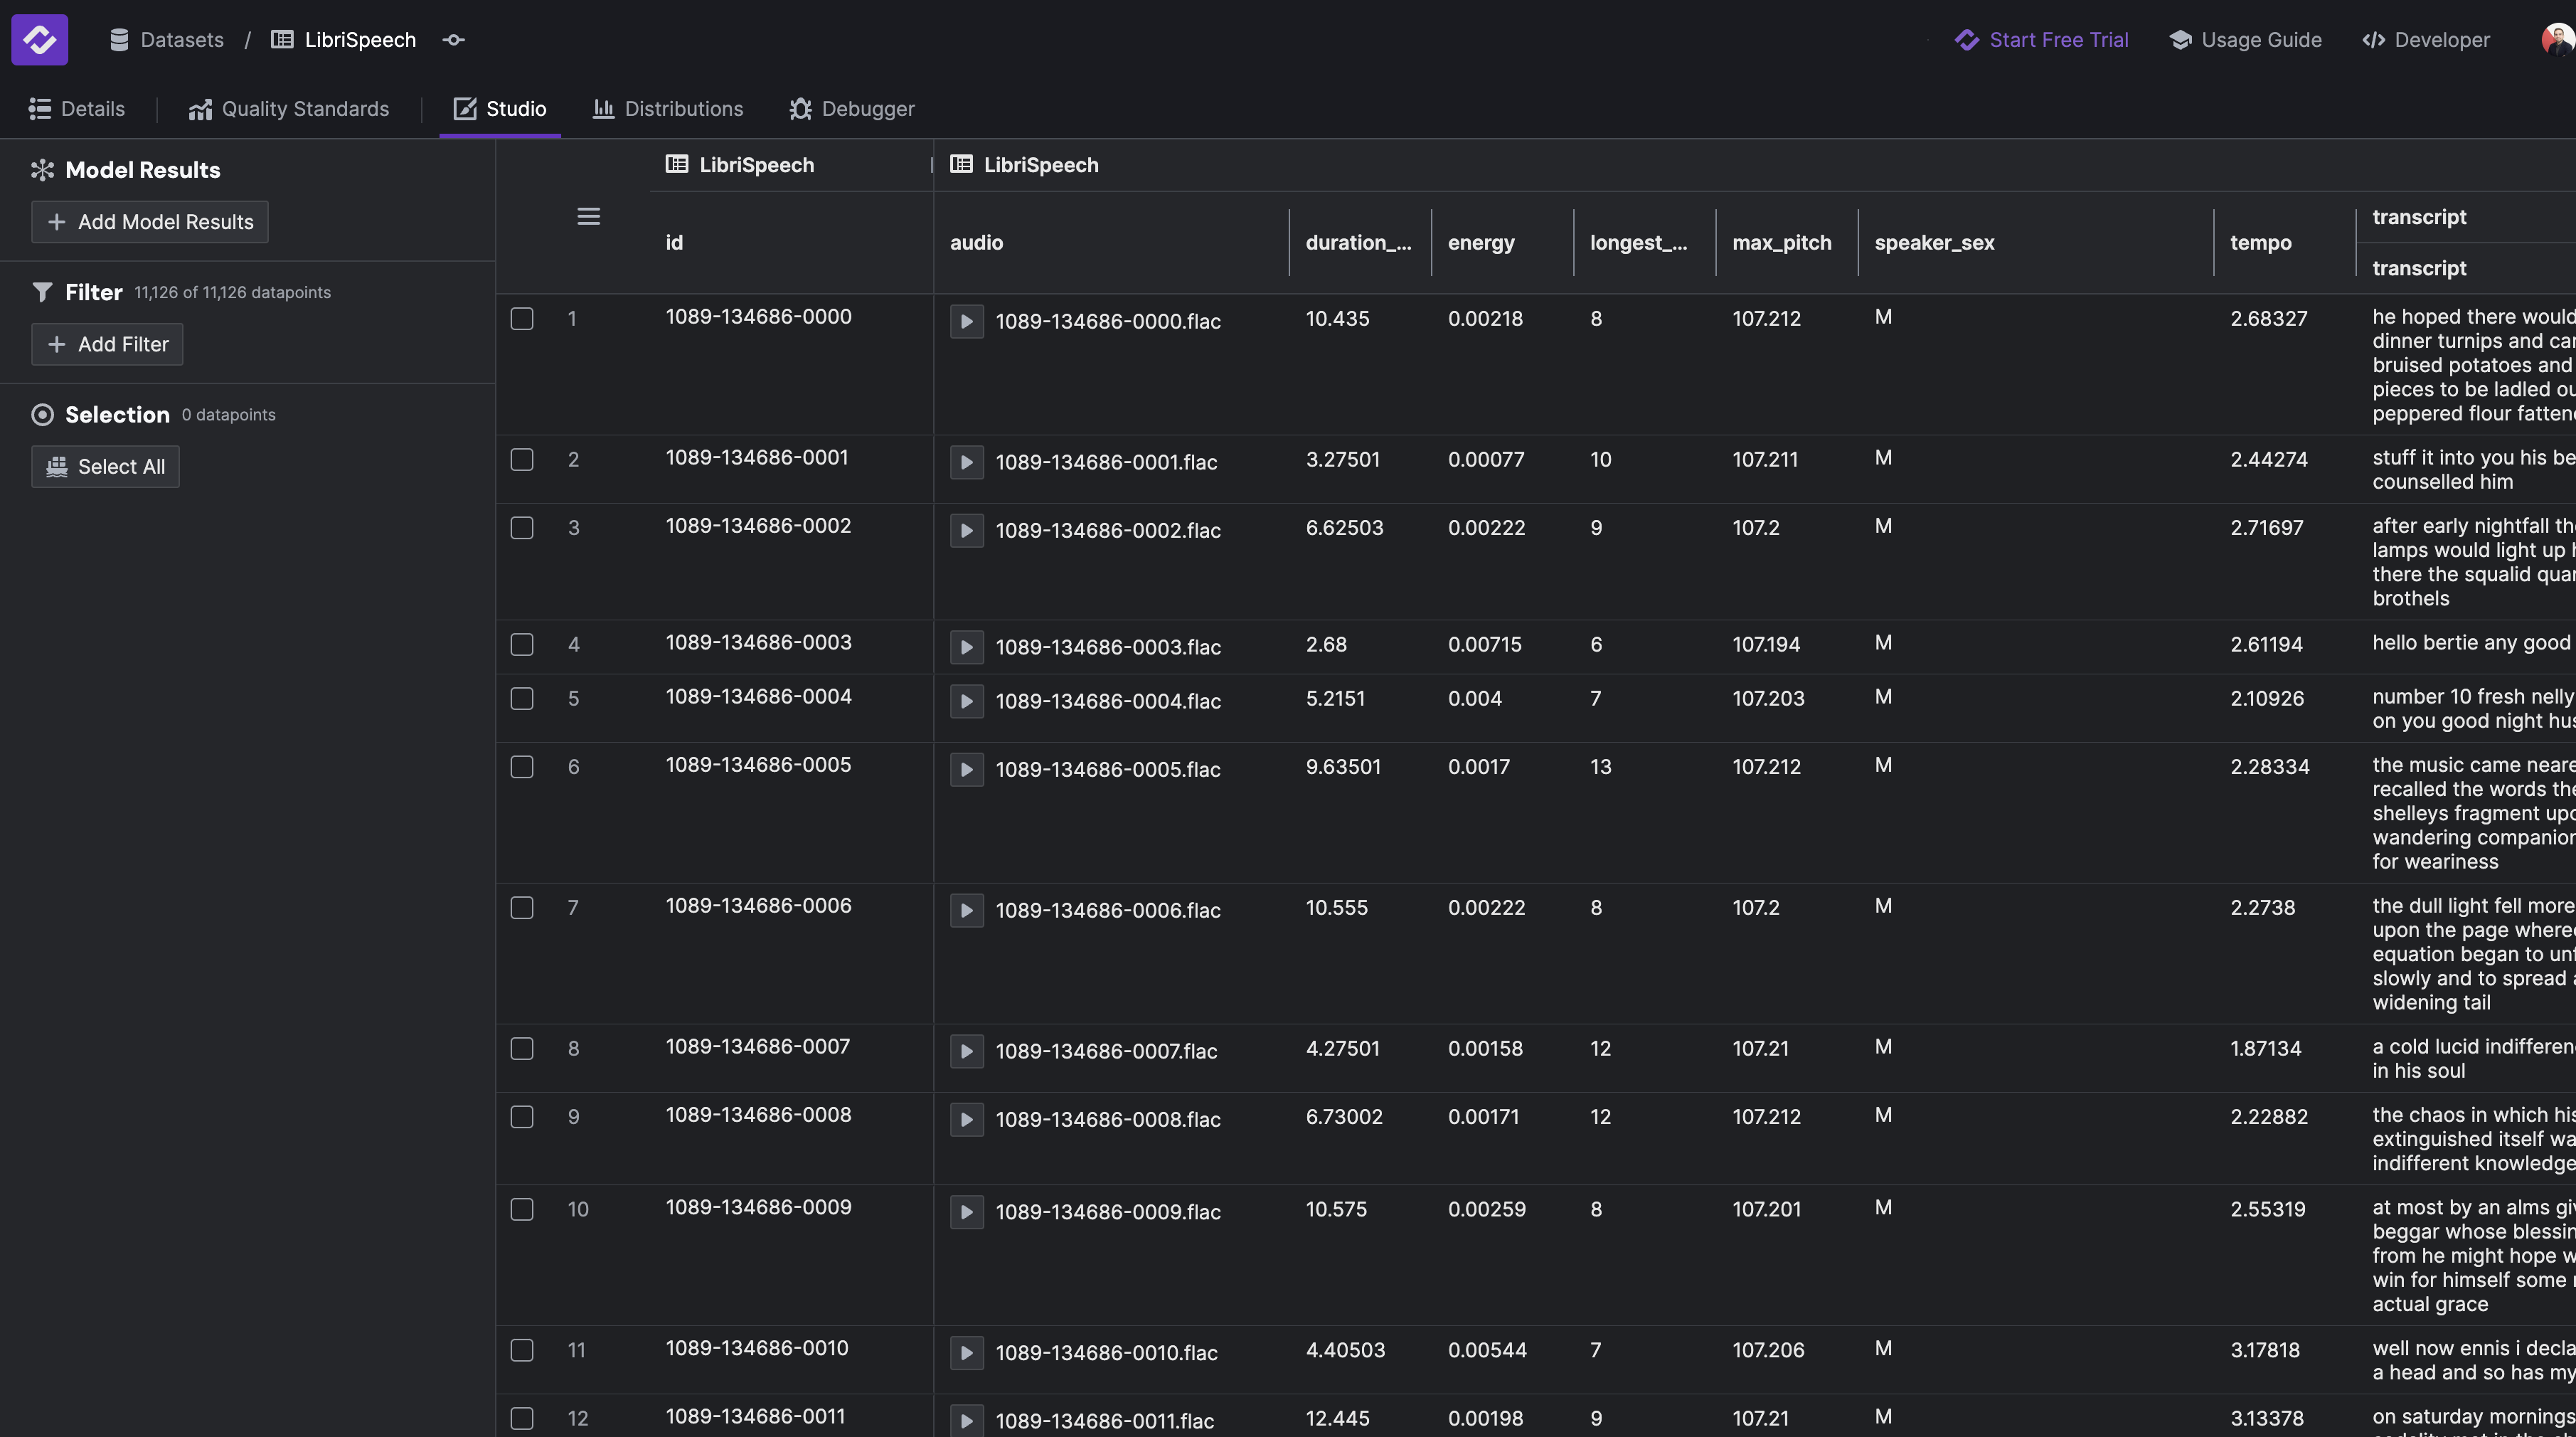 Datasets / LibriSpeech
Start Free Trial Usage Guide Developer
Details Quality Standards Studio Distributions Debugger
Model Results
Add Model Results
Filter 11,126 of 11,126 datapoints
Add Filter
Selection 0 datapoints
Select All
LibriSpeech LibriSpeech
id audio duration_... energy longest_... max_pitch speaker_sex tempo transcript
transcript
1 1089-134686-0000 1089-134686-0000.flac 10.435 0.00218 8 107.212 M 2.68327 he hoped there would
dinner turnips and
bruised potatoes and
pieces to be ladled
peppered flour
2 1089-134686-0001 1089-134686-0001.flac 3.27501 0.00077 10 107.211 M 2.44274 stuff it into you his
counselled him
3 1089-134686-0002 1089-134686-0002.flac 6.62503 0.00222 9 107.2 M 2.71697 after early nightfall
lamps would light up
there the squalid
brothels
4 1089-134686-0003 1089-134686-0003.flac 2.68 0.00715 6 107.194 M 2.61194 hello bertie any good
5 1089-134686-0004 1089-134686-0004.flac 5.2151 0.004 7 107.203 M 2.10926 number 10 fresh nelly
on you good night
6 1089-134686-0005 1089-134686-0005.flac 9.63501 0.0017 13 107.212 M 2.28334 the music came
recalled the words
shelleys fragment
wandering
for weariness
7 1089-134686-0006 1089-134686-0006.flac 10.555 0.00222 8 107.2 M 2.2738 the dull light fell more
upon the page
equation began to
slowly and to spread
widening tail
8 1089-134686-0007 1089-134686-0007.flac 4.27501 0.00158 12 107.21 M 1.87134 a cold lucid
in his soul
9 1089-134686-0008 1089-134686-0008.flac 6.73002 0.00171 12 107.212 M 2.22882 the chaos in which
extinguished itself
indifferent knowledge
10 1089-134686-0009 1089-134686-0009.flac 10.575 0.00259 8 107.201 M 2.55319 at most by an alms
beggar whose
from he might hope
win for himself some
actual grace
11 1089-134686-0010 1089-134686-0010.flac 4.40503 0.00544 7 107.206 M 3.17818 well now ennis i
a head and so has my
12 1089-134686-0011 1089-134686-0011.flac 12.445 0.00198 9 107.21 M 3.13378 on saturday mornings